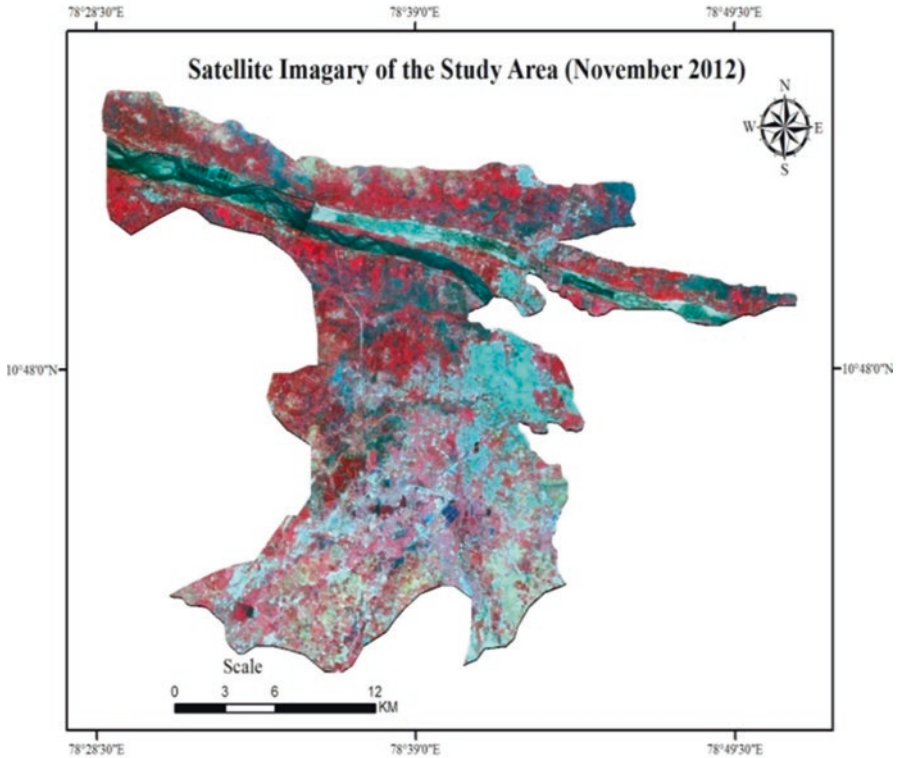 78°28'30"E 78°39'0"E 78°49'30"E
Satellite Imagary of the Study Area (November 2012)
N
W E
S
10°48'0"N 10°48'0"N
Scale
0 3 6 12
KM
78°28'30"E 78°39'0"E 78°49'30"E